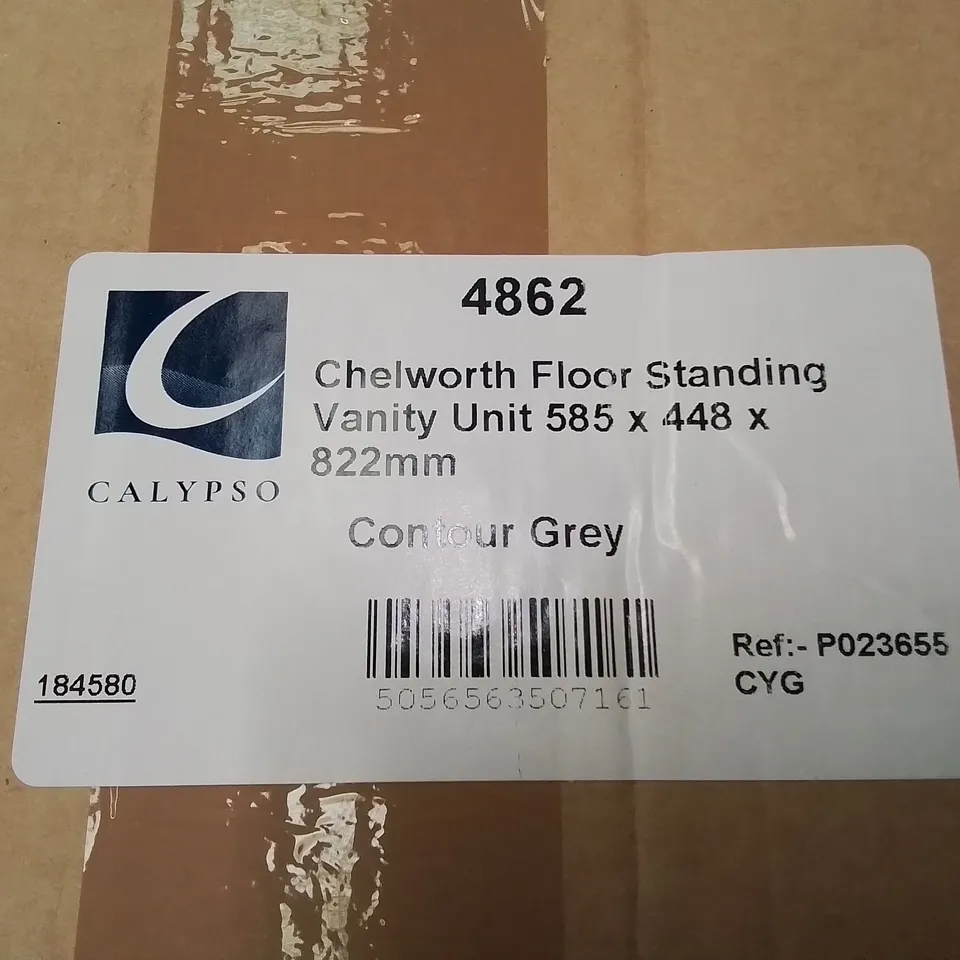 4862
Chelworth Floor Standing
Vanity Unit 585 x 448 x
822mm
CALYPSO
Contour Grey
Ref:- P023655
CYG
184580
5056563507161